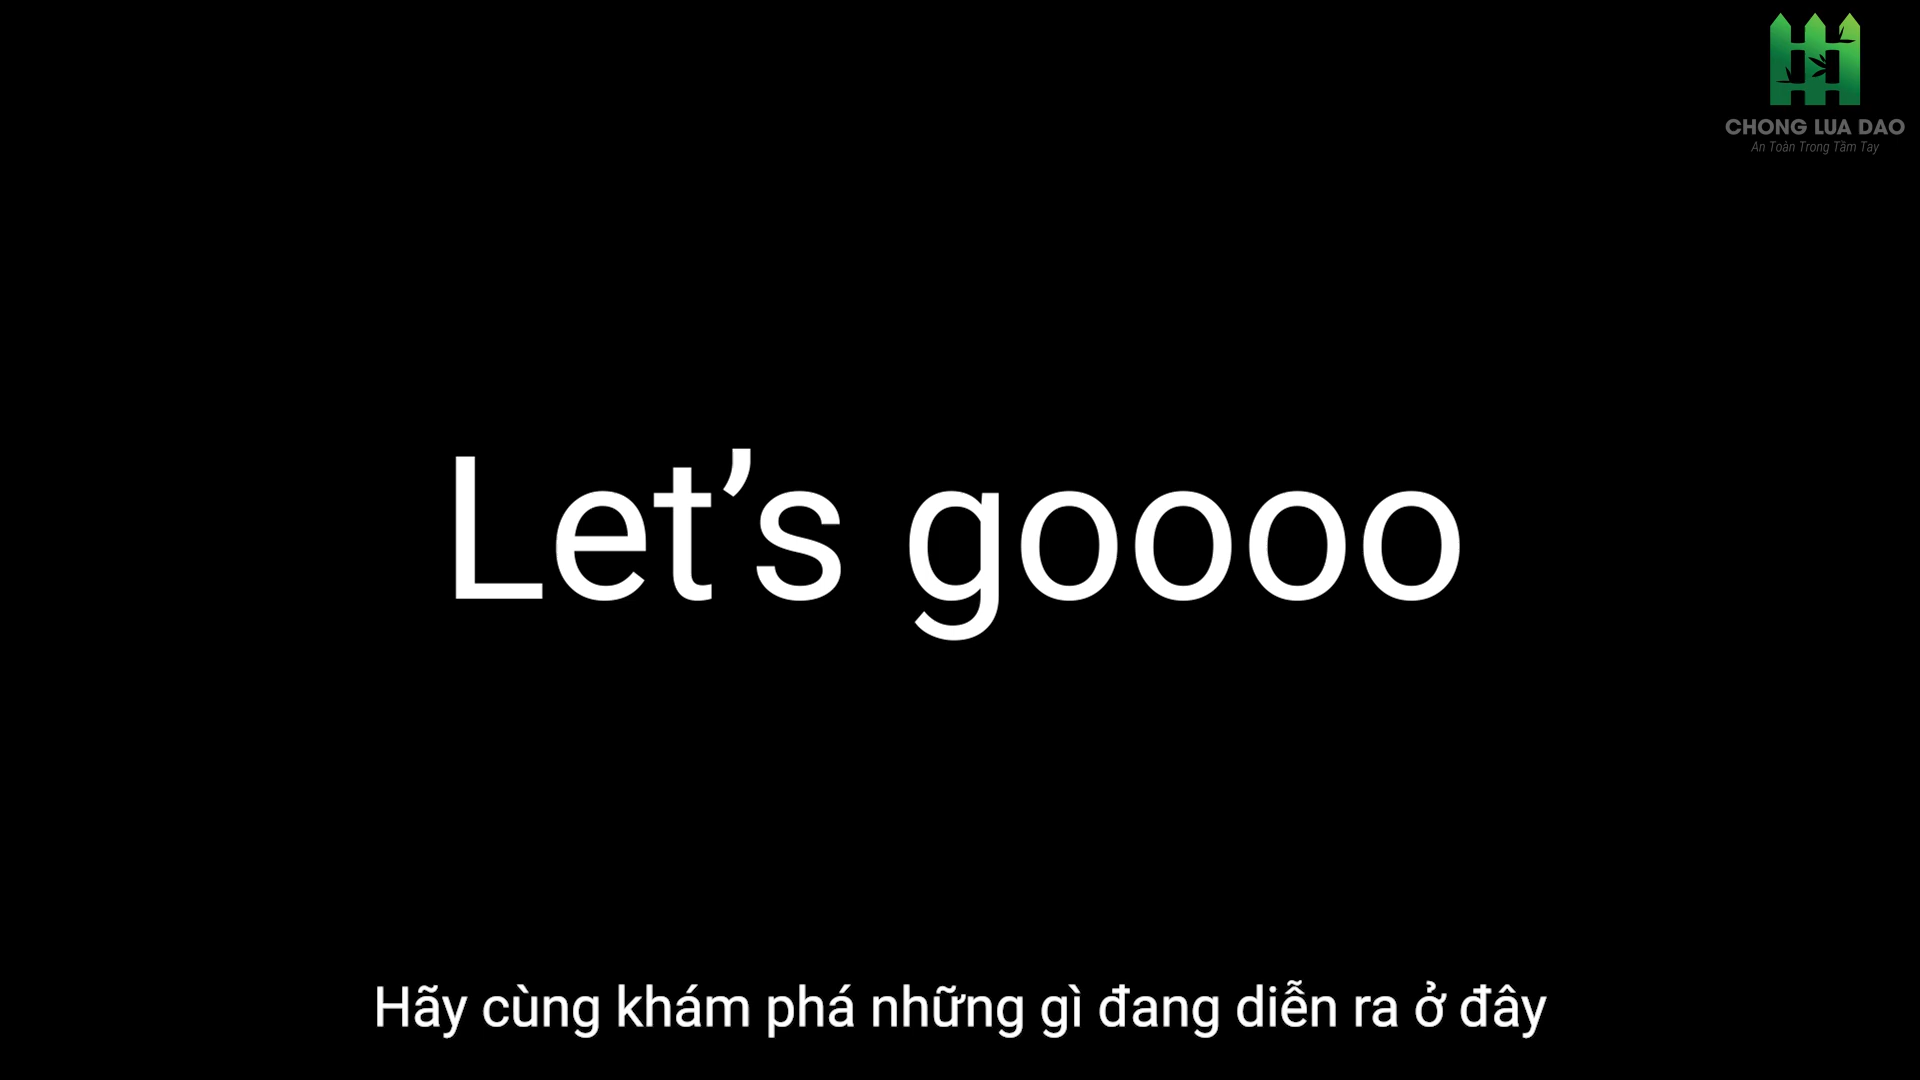 CHONG LUA DAO
An Toàn Trong Tầm Tay
Let’s goooo
Hãy cùng khám phá những gì đang diễn ra ở đây